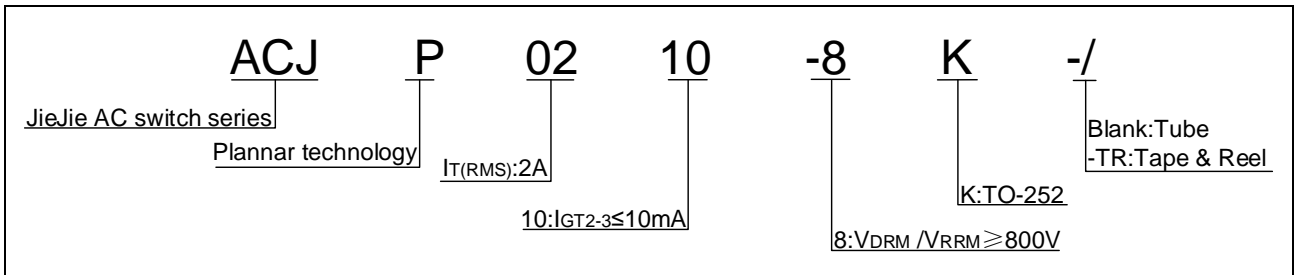 ACJ P 02 10 -8 K -/
JieJie AC switch series
Plannar technology
IT(RMS):2A
10:IGT2-3≤10mA
8:VDRM /VRRM≥800V
K:TO-252
Blank:Tube
-TR:Tape & Reel